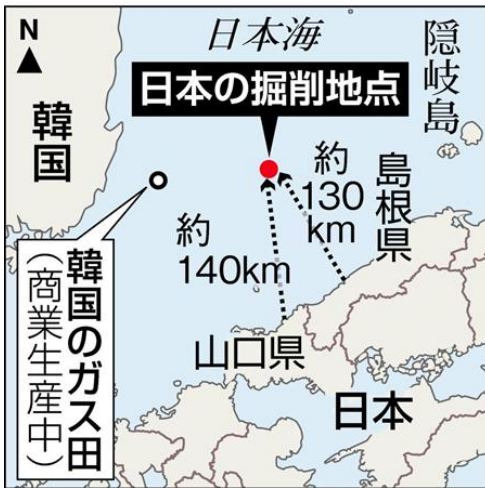 N
日本海
隠岐島
日本の掘削地点
韓国
約
130
km
島根県
約
140km
韓国のガス田
(商業生産中)
山口県
日本